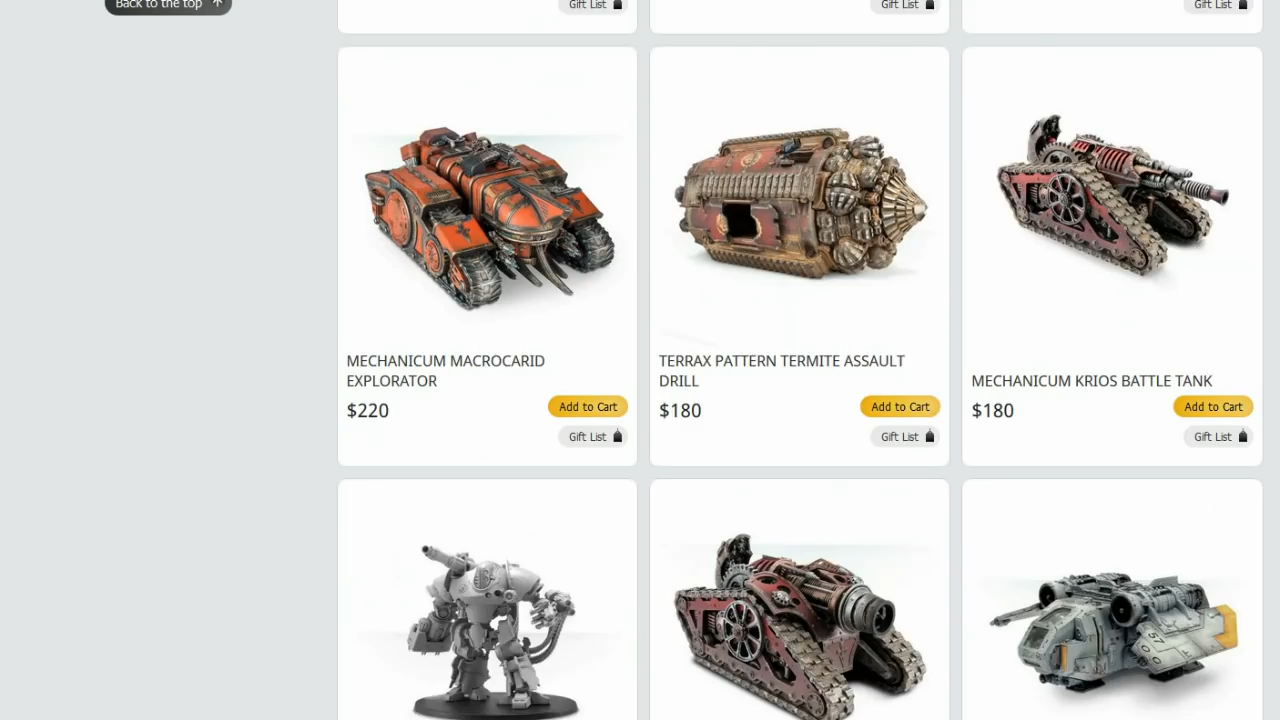 Back to the top ↑
Gift List
Gift List
Gift List
MECHANICUM MACROCARID
EXPLORATOR
$220
Add to Cart
Gift List
TERRAX PATTERN TERMITE ASSAULT
DRILL
$180
Add to Cart
Gift List
MECHANICUM KRIOS BATTLE TANK
$180
Add to Cart
Gift List